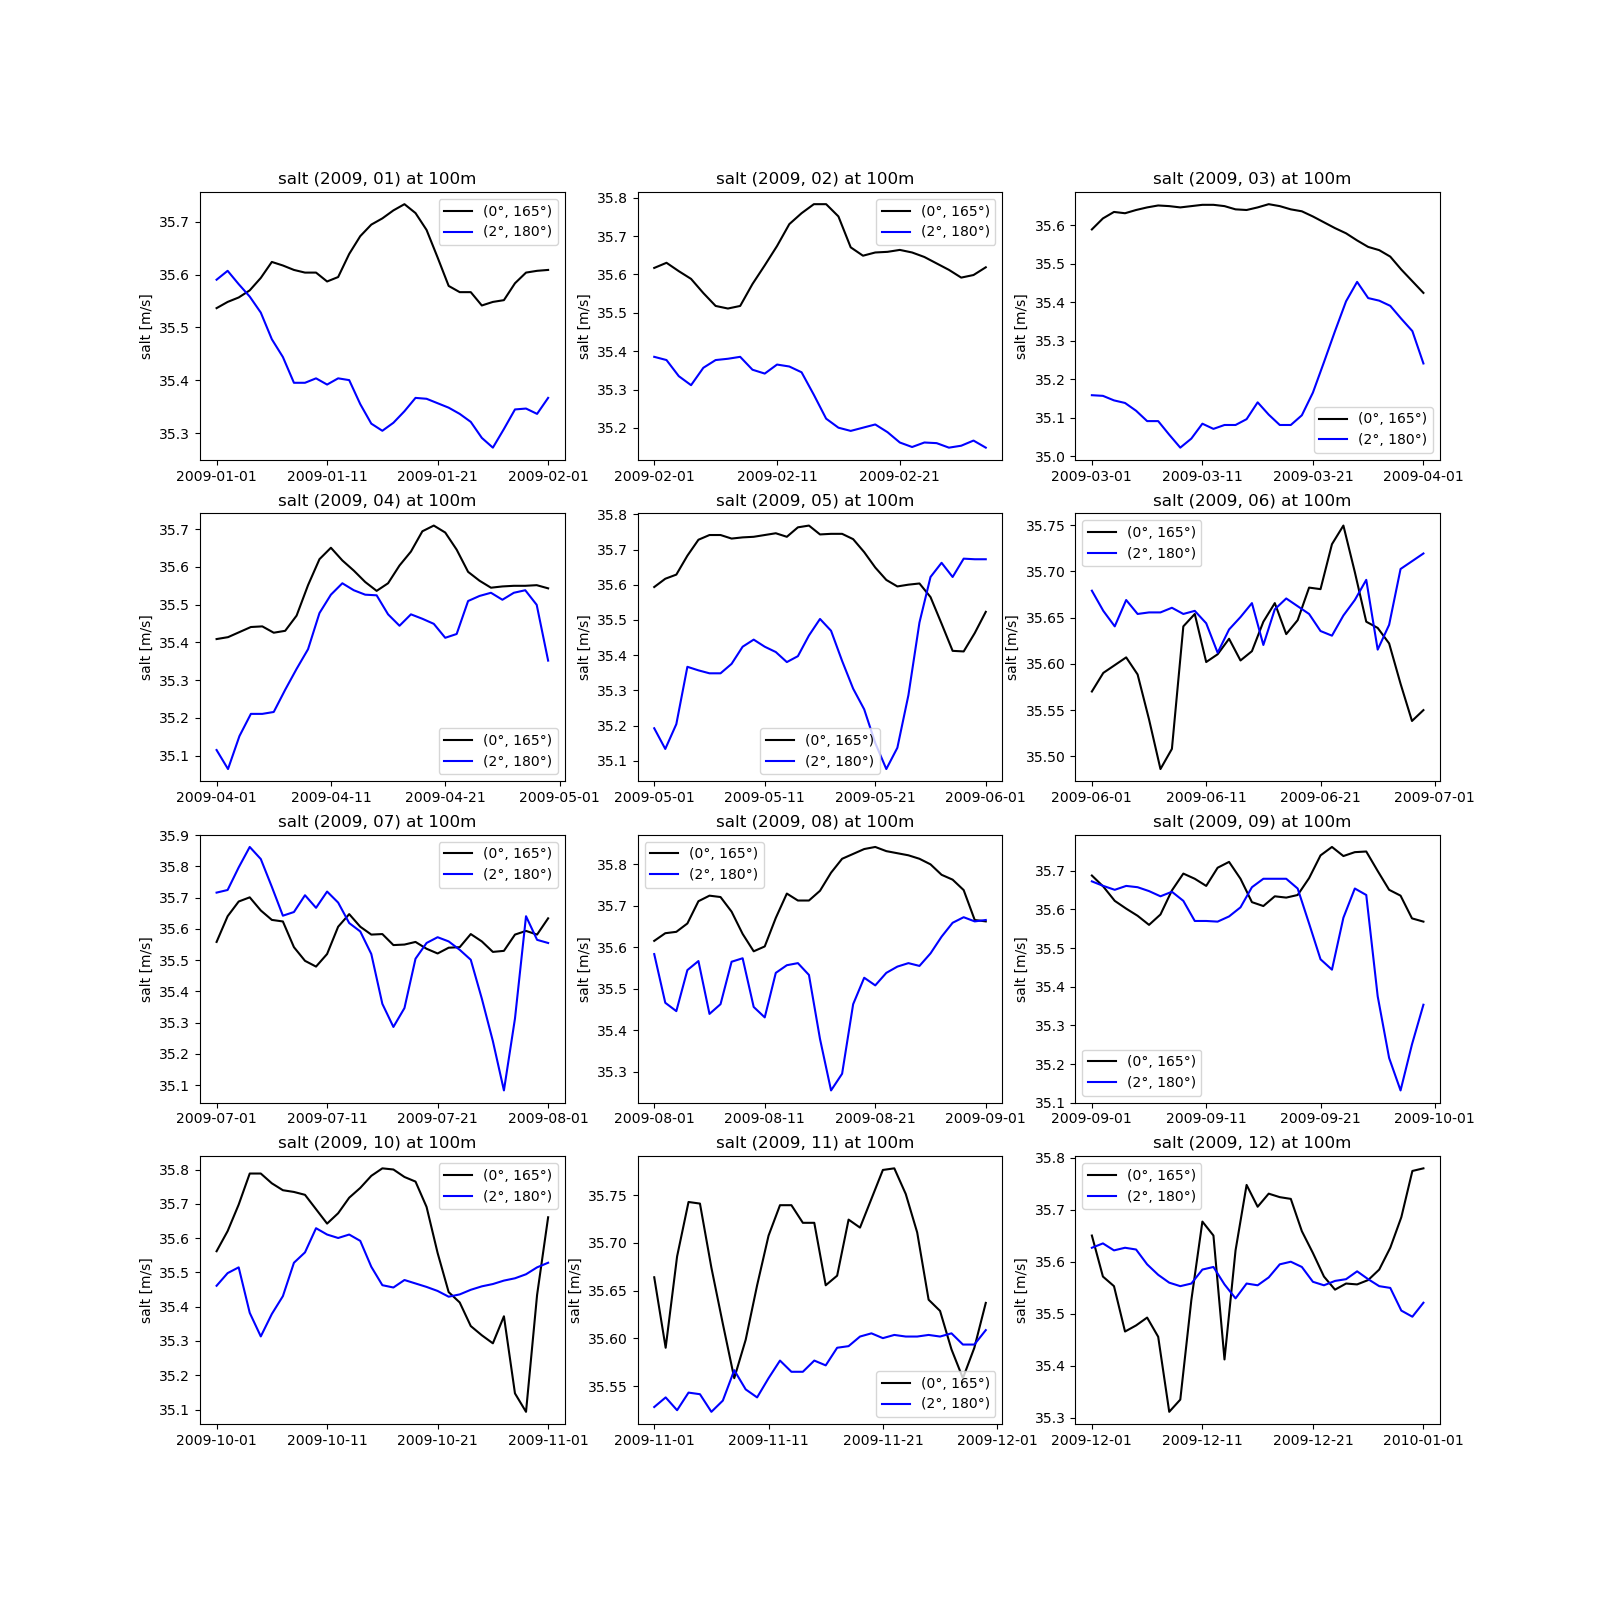 salt (2009, 01) at 100m
salt [m/s]
35.7
35.6
35.5
35.4
35.3
(0°, 165°)
(2°, 180°)
2009-01-01 2009-01-11 2009-01-21 2009-02-01
salt (2009, 02) at 100m
salt [m/s]
35.8
35.7
35.6
35.5
35.4
35.3
35.2
(0°, 165°)
(2°, 180°)
2009-02-01 2009-02-11 2009-02-21
salt (2009, 03) at 100m
salt [m/s]
35.6
35.5
35.4
35.3
35.2
35.1
35.0
(0°, 165°)
(2°, 180°)
2009-03-01 2009-03-11 2009-03-21 2009-04-01
salt (2009, 04) at 100m
salt [m/s]
35.7
35.6
35.5
35.4
35.3
35.2
35.1
(0°, 165°)
(2°, 180°)
2009-04-01 2009-04-11 2009-04-21 2009-05-01
salt (2009, 05) at 100m
salt [m/s]
35.8
35.7
35.6
35.5
35.4
35.3
35.2
35.1
(0°, 165°)
(2°, 180°)
2009-05-01 2009-05-11 2009-05-21 2009-06-01
salt (2009, 06) at 100m
salt [m/s]
35.75
35.70
35.65
35.60
35.55
35.50
(0°, 165°)
(2°, 180°)
2009-06-01 2009-06-11 2009-06-21 2009-07-01
salt (2009, 07) at 100m
salt [m/s]
35.9
35.8
35.7
35.6
35.5
35.4
35.3
35.2
35.1
(0°, 165°)
(2°, 180°)
2009-07-01 2009-07-11 2009-07-21 2009-08-01
salt (2009, 08) at 100m
salt [m/s]
35.8
35.7
35.6
35.5
35.4
35.3
(0°, 165°)
(2°, 180°)
2009-08-01 2009-08-11 2009-08-21 2009-09-01
salt (2009, 09) at 100m
salt [m/s]
35.7
35.6
35.5
35.4
35.3
35.2
35.1
(0°, 165°)
(2°, 180°)
2009-09-01 2009-09-11 2009-09-21 2009-10-01
salt (2009, 10) at 100m
salt [m/s]
35.8
35.7
35.6
35.5
35.4
35.3
35.2
35.1
(0°, 165°)
(2°, 180°)
2009-10-01 2009-10-11 2009-10-21 2009-11-01
salt (2009, 11) at 100m
salt [m/s]
35.75
35.70
35.65
35.60
35.55
(0°, 165°)
(2°, 180°)
2009-11-01 2009-11-11 2009-11-21 2009-12-01
salt (2009, 12) at 100m
salt [m/s]
35.8
35.7
35.6
35.5
35.4
35.3
(0°, 165°)
(2°, 180°)
2009-12-01 2009-12-11 2009-12-21 2010-01-01